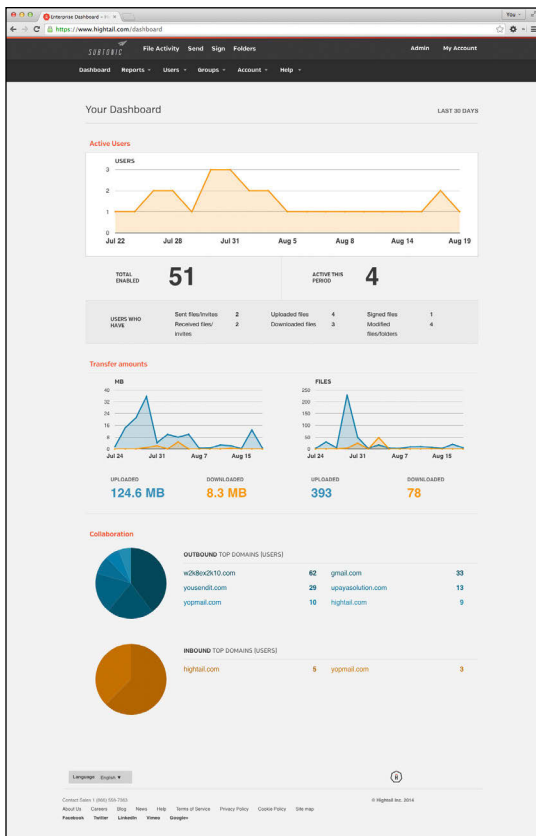 Enterprise Dashboard – Hi
You
https://www.hightail.com/dashboard
SUBTONIC File Activity Send Sign Folders Admin My Account
Dashboard Reports Users Groups Account Help
Your Dashboard LAST 30 DAYS
Active Users
USERS
3
2
1
0
Jul 22 Jul 28 Jul 31 Aug 5 Aug 8 Aug 14 Aug 19
TOTAL ENABLED 51 ACTIVE THIS PERIOD 4
USERS WHO HAVE
Sent files/invites 2 Uploaded files 4 Signed files 1
Received files/invites 2 Downloaded files 3 Modified files/folders 4
Transfer amounts
MB FILES
40 250
32 200
24 150
16 100
8 50
0 0
Jul 24 Jul 31 Aug 7 Aug 15 Jul 24 Jul 31 Aug 7 Aug 15
UPLOADED DOWNLOADED UPLOADED DOWNLOADED
124.6 MB 8.3 MB 393 78
Collaboration
OUTBOUND TOP DOMAINS (USERS)
w2k8ex2k10.com 62 gmail.com 33
yousendit.com 29 upayasolution.com 13
yopmail.com 10 hightail.com 9
INBOUND TOP DOMAINS (USERS)
hightail.com 5 yopmail.com 3
Language English ▼
Contact Sales 1 (866) 558-7363 © Hightail Inc. 2014
About Us Careers Blog News Help Terms of Service Privacy Policy Cookie Policy Site map
Facebook Twitter LinkedIn Vimeo Google+